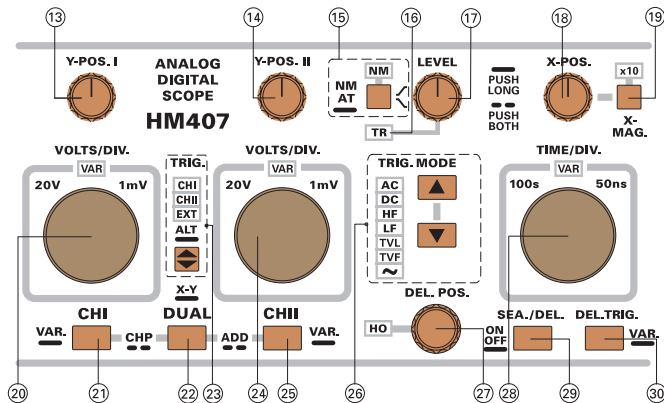 13 14 15 16 17 18 19
Y-POS. I
ANALOG
DIGITAL
SCOPE
HM407
Y-POS. II
NM
AT
NM
LEVEL
TR
PUSH
LONG
PUSH
BOTH
X-POS.
x10
X-
MAG.
VOLTS/DIV.
VAR
20V 1mV
TRIG.
CHI
CHII
EXT
ALT
X-Y
VOLTS/DIV.
VAR
20V 1mV
TRIG. MODE
AC
DC
HF
LF
TVL
TVF
~
TIME/DIV.
VAR
100s 50ns
CHI
VAR.
CHP
DUAL
ADD
CHII
VAR.
DEL. POS.
HO
ON
OFF
SEA./DEL.
DEL.TRIG.
VAR.
20 21 22 23 24 25 26 27 28 29 30